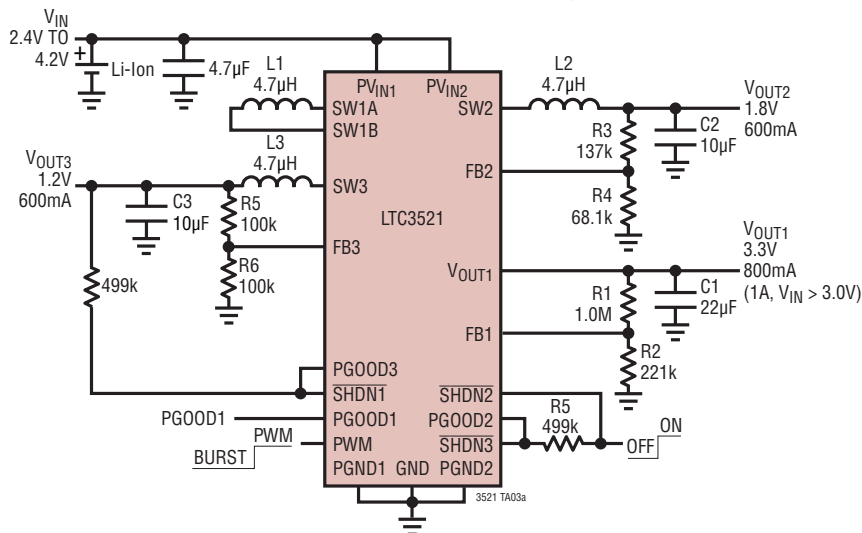 VIN
2.4V TO
4.2V
+
Li-Ion
4.7µF
L1
4.7µH
PVIN1
PVIN2
SW1A
SW1B
SW2
L2
4.7µH
VOUT2
1.8V
600mA
R3
137k
C2
10µF
L3
4.7µH
VOUT3
1.2V
600mA
SW3
FB2
R4
68.1k
C3
10µF
R5
100k
LTC3521
FB3
R6
100k
499k
VOUT1
VOUT1
3.3V
800mA
(1A, VIN > 3.0V)
R1
1.0M
C1
22µF
FB1
R2
221k
PGOOD3
SHDN1
SHDN2
PGOOD1
PGOOD1
PGOOD2
R5
499k
PWM
BURST
PWM
SHDN3
OFF
ON
PGND1
GND
PGND2
3521 TA03a